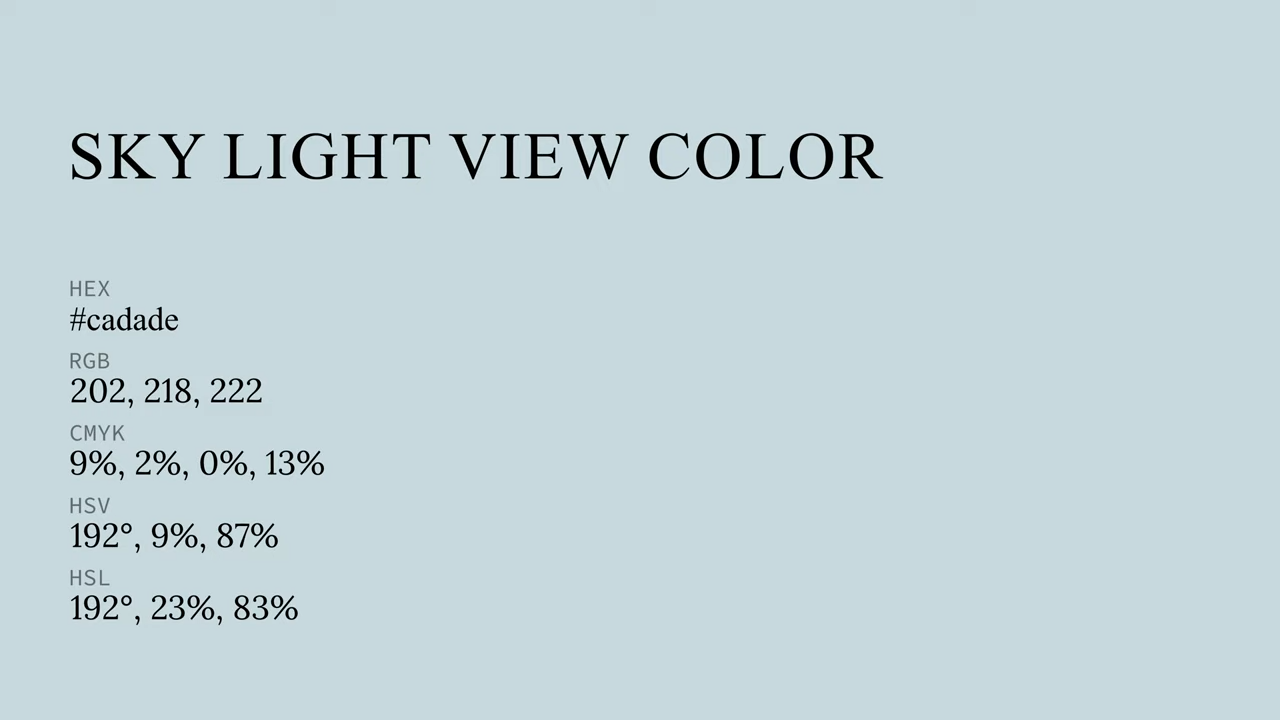 SKY LIGHT VIEW COLOR
HEX
#cadade
RGB
202, 218, 222
CMYK
9%, 2%, 0%, 13%
HSV
192°, 9%, 87%
HSL
192°, 23%, 83%